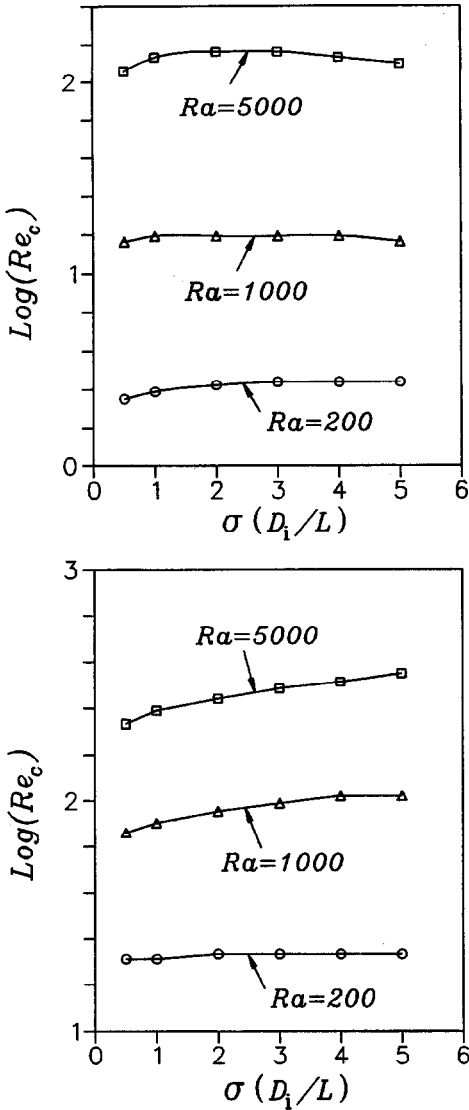 2
Ra=5000
Log(Re_c)
1
Ra=1000
Ra=200
0
0 1 2 3 4 5 6
σ (D_i/L)
3
Ra=5000
Log(Re_c)
2
Ra=1000
Ra=200
1
0 1 2 3 4 5 6
σ (D_i/L)